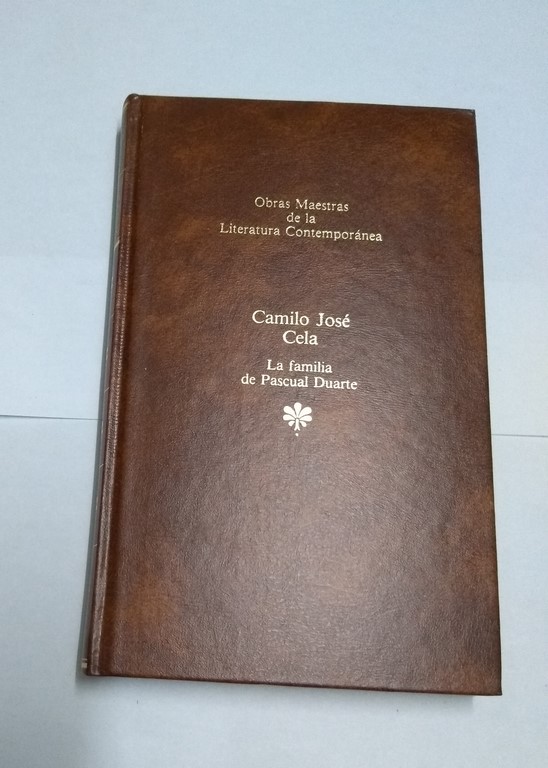 Obras Maestras
de la
Literatura Contemporánea
Camilo José
Cela
La familia
de Pascual Duarte